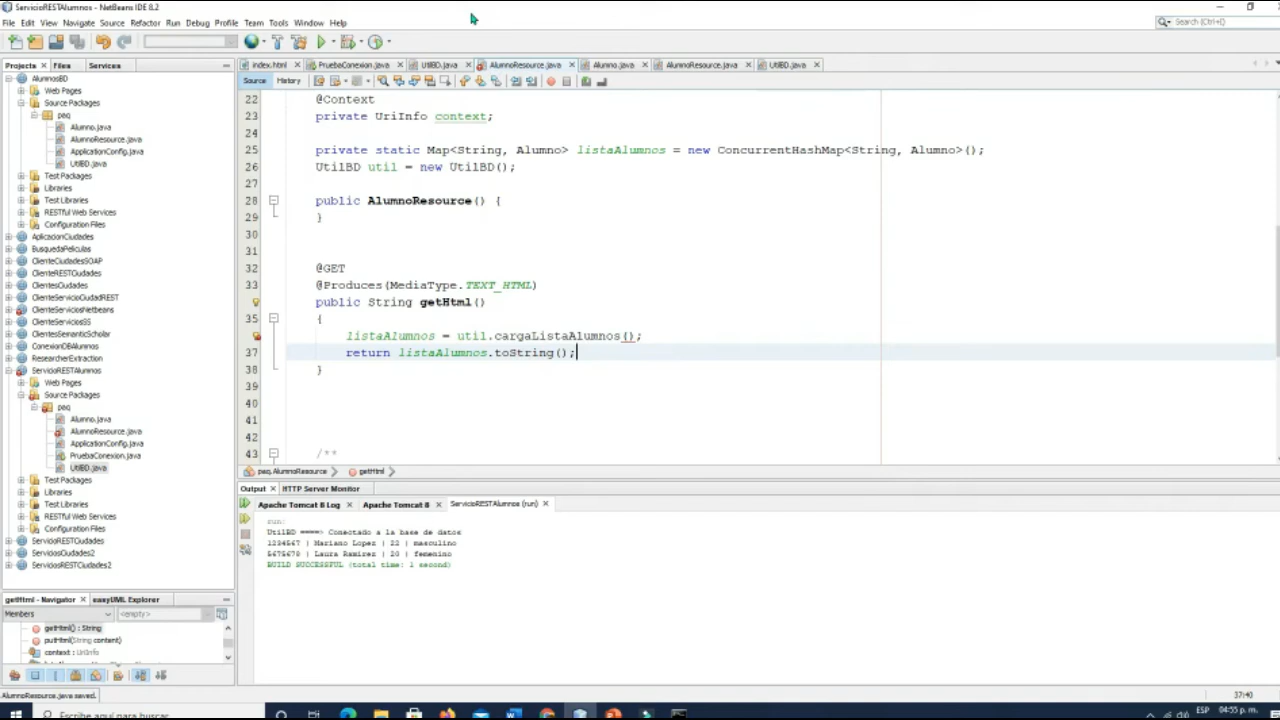 ServicioRESTAlumnos - NetBeans IDE 8.2
File Edit View Navigate Source Refactor Run Debug Profile Team Tools Window Help
Search (Ctrl+I)
Projects Files Services
index.html PruebaConexion.java UtilBD.java AlumnoResource.java Alumno.java AlumnoResource.java UtilBD.java
Source History
AlumnosBD
Web Pages
Source Packages
paq
Alumno.java
AlumnoResource.java
ApplicationConfig.java
UtilBD.java
Test Packages
Libraries
Test Libraries
RESTful Web Services
Configuration Files
AplicacionCiudades
BusquedaPeliculas
ClienteCiudadesSOAP
ClienteRESTCiudades
ClientesCiudades
ClienteServicioCiudadREST
ClienteServiciosNetbeans
ClienteServiciosSS
ClientesSemanticScholar
ConexionDBAlumnos
ResearcherExtraction
ServicioRESTAlumnos
Web Pages
Source Packages
paq
Alumno.java
AlumnoResource.java
ApplicationConfig.java
PruebaConexion.java
UtilBD.java
Test Packages
Libraries
Test Libraries
RESTful Web Services
Configuration Files
ServicioRESTCiudades
ServiciosCiudades2
ServiciosRESTCiudades2
22 @Context
23 private UriInfo context;
24
25 private static Map<String, Alumno> listaAlumnos = new ConcurrentHashMap<String, Alumno>();
26 UtilBD util = new UtilBD();
27
28 public AlumnoResource() {
29 }
30
31
32 @GET
33 @Produces(MediaType.TEXT_HTML)
public String getHtml()
35 {
listaAlumnos = util.cargaListaAlumnos();
37 return listaAlumnos.toString();
38 }
39
40
41
42
43 /**
paq.AlumnoResource getHtml
Output HTTP Server Monitor
Apache Tomcat 8 Log Apache Tomcat 8 ServicioRESTAlumnos (run)
run:
UtilBD ====> Conectado a la base de datos
1234567 | Mariano Lopez | 22 | masculino
5675678 | Laura Ramirez | 20 | femenino
BUILD SUCCESSFUL (total time: 1 second)
getHtml - Navigator easyUML Explorer
Members <empty>
getHtml() : String
putHtml(String content)
context : UriInfo
AlumnoResource.java saved.
37:40
Escribe aquí para buscar
ESP 04:55 p. m.